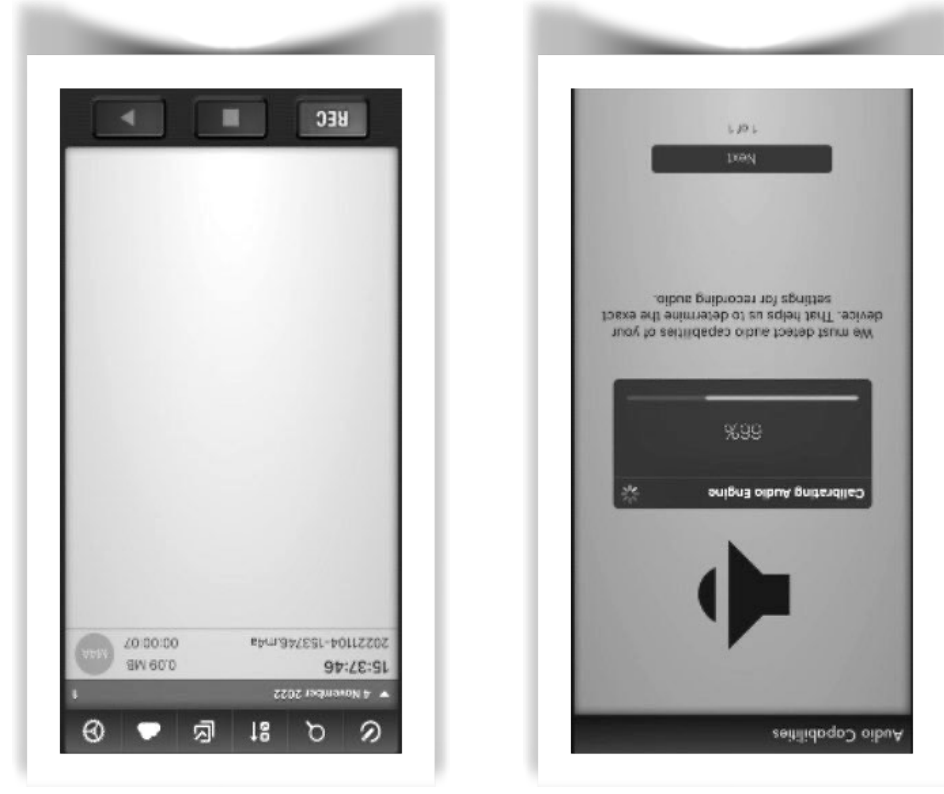 Audio Capabilities
Calibrating Audio Engine
66%
We must detect audio capabilities of your
device. That helps us to determine the exact
settings for recording audio.
Next
1 of 1
4 November 2022 1
15:37:46 0.09 MB
20221104-153746.m4a 00:00:07
M4A
REC